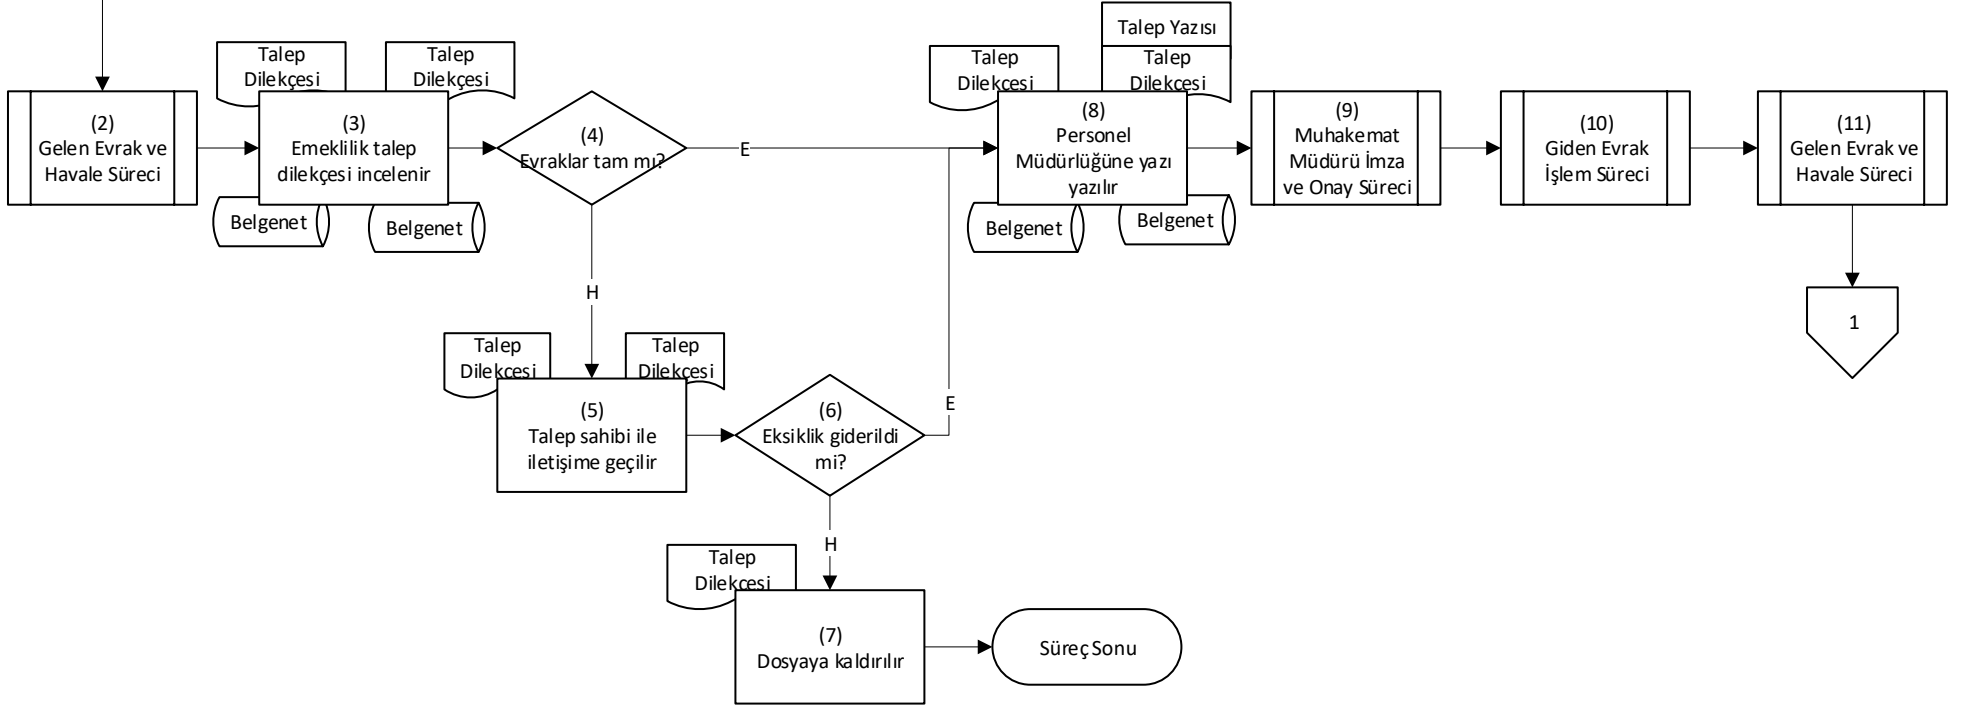 (2)
Gelen Evrak ve
Havale Süreci
Talep
Dilekçesi
Talep
Dilekçesi
(3)
Emeklilik talep
dilekçesi incelenir
Belgenet
Belgenet
(4)
Evraklar tam mı?
E
H
Talep
Dilekçesi
Talep
Dilekçesi
(5)
Talep sahibi ile
iletişime geçilir
(6)
Eksiklik giderildi
mi?
E
H
Talep
Dilekçesi
(7)
Dosyaya kaldırılır
Süreç Sonu
Talep
Dilekçesi
Talep Yazısı
Talep
Dilekçesi
(8)
Personel
Müdürlüğüne yazı
yazılır
Belgenet
Belgenet
(9)
Muhakemat
Müdürü İmza
ve Onay Süreci
(10)
Giden Evrak
İşlem Süreci
(11)
Gelen Evrak ve
Havale Süreci
1